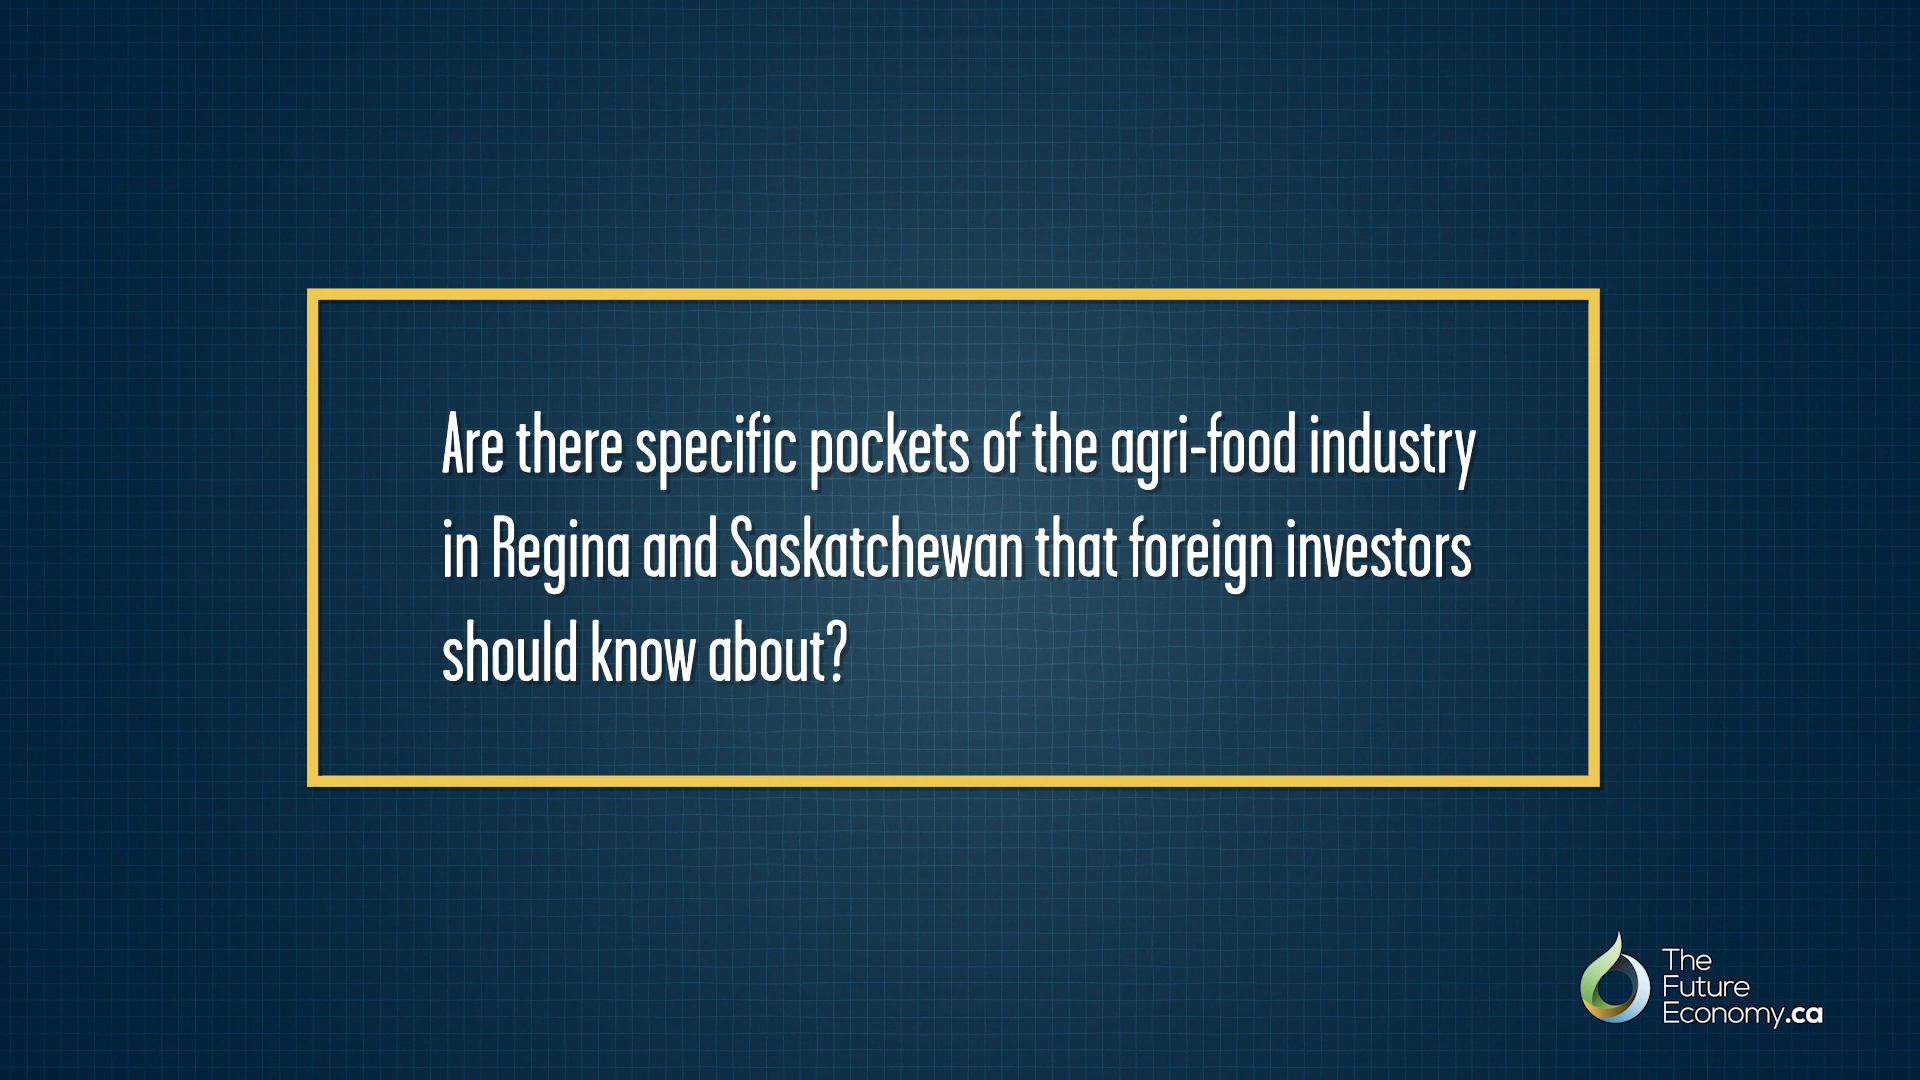 Are there specific pockets of the agri-food industry
in Regina and Saskatchewan that foreign investors
should know about?
The
Future
Economy.ca